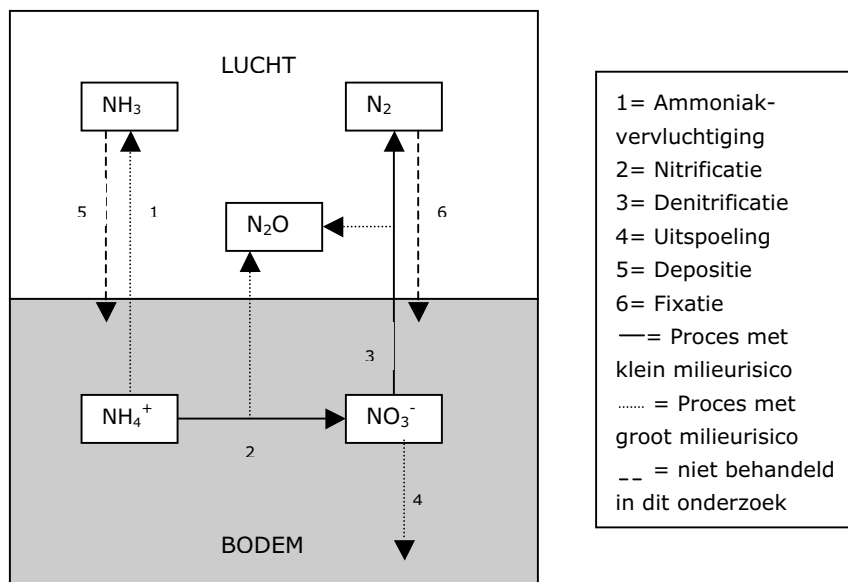 LUCHT
NH₃
N₂
5
1
6
N₂O
3
NH₄⁺
NO₃⁻
2
4
BODEM
1= Ammoniak-
vervluchtiging
2= Nitrificatie
3= Denitrificatie
4= Uitspoeling
5= Depositie
6= Fixatie
= Proces met
klein milieurisico
= Proces met
groot milieurisico
= niet behandeld
in dit onderzoek